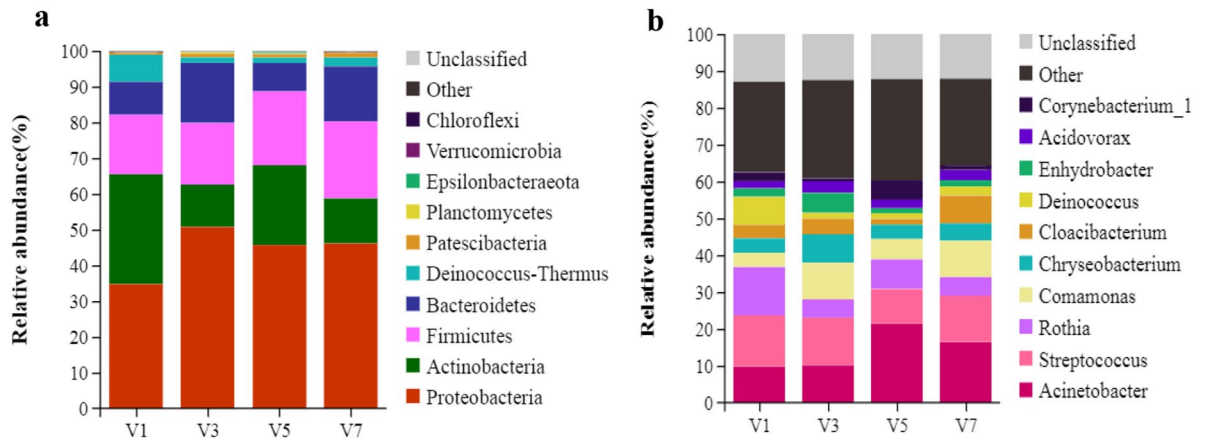 a
Relative abundance(%)
100
90
80
70
60
50
40
30
20
10
0
V1 V3 V5 V7
Unclassified
Other
Chloroflexi
Verrucomicrobia
Epsilonbacteraeota
Planctomycetes
Patescibacteria
Deinococcus-Thermus
Bacteroidetes
Firmicutes
Actinobacteria
Proteobacteria
b
Relative abundance(%)
100
90
80
70
60
50
40
30
20
10
0
V1 V3 V5 V7
Unclassified
Other
Corynebacterium_1
Acidovorax
Enhydrobacter
Deinococcus
Cloacibacterium
Chryseobacterium
Comamonas
Rothia
Streptococcus
Acinetobacter